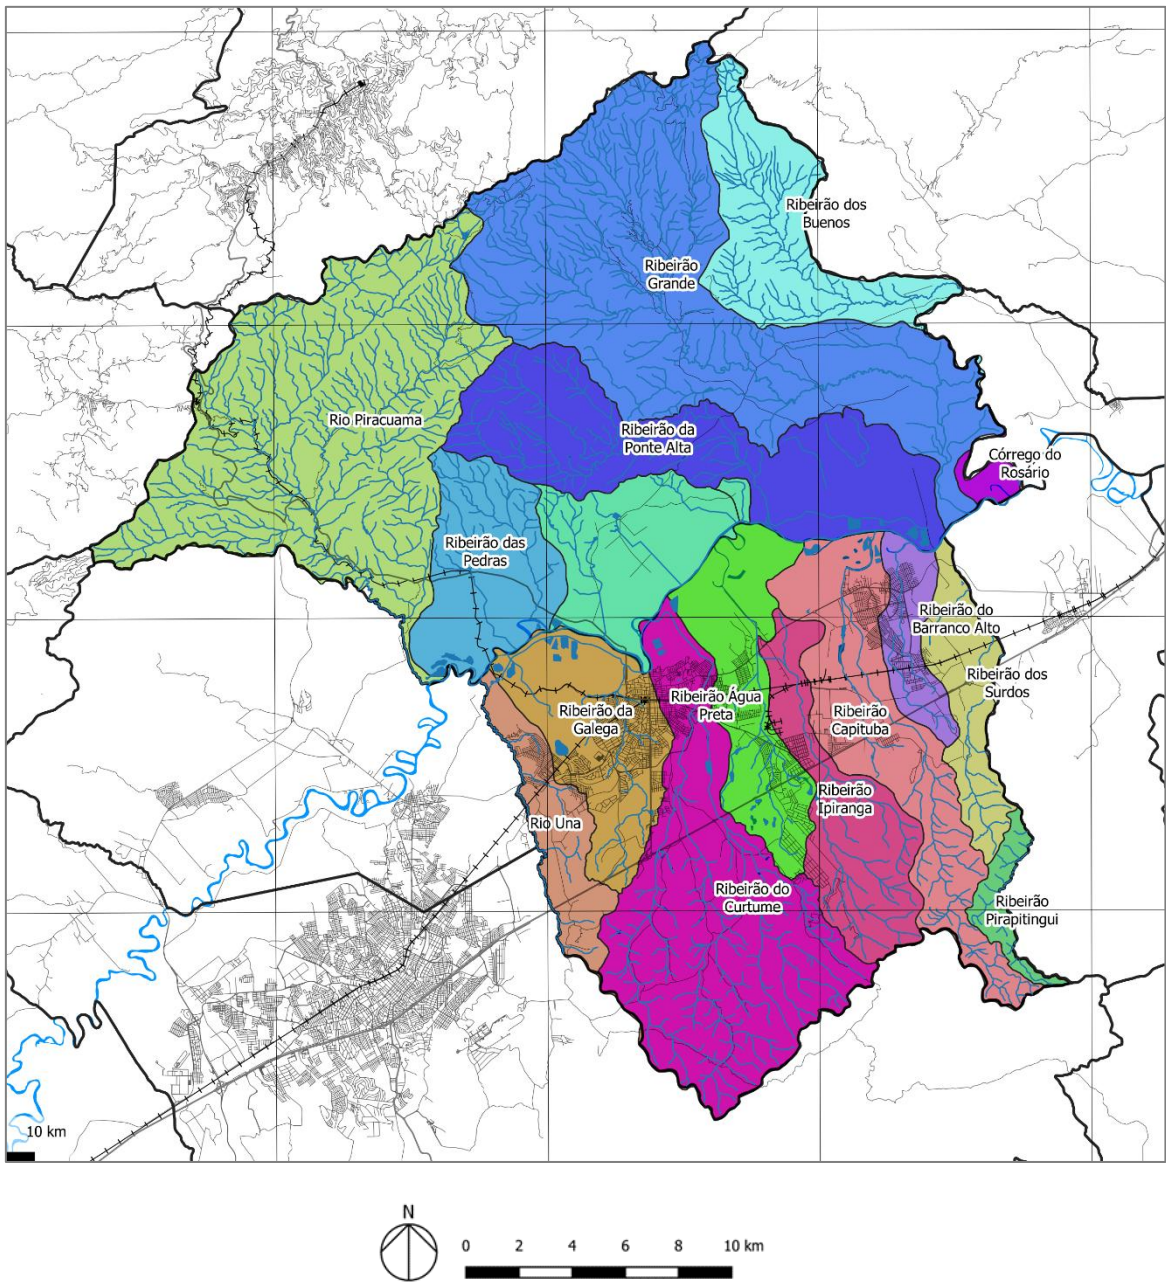 Ribeirão dos
Buenos
Ribeirão
Grande
Rio Piracuama
Ribeirão da
Ponte Alta
Córrego do
Rosário
Ribeirão das
Pedras
Ribeirão do
Barranco Alto
Ribeirão dos
Surdos
Ribeirão Água
Preta
Ribeirão da
Galega
Ribeirão
Capituba
Ribeirão
Ipiranga
Rio Una
Ribeirão do
Curtume
Ribeirão
Pirapitingui
10 km
N
0 2 4 6 8 10 km